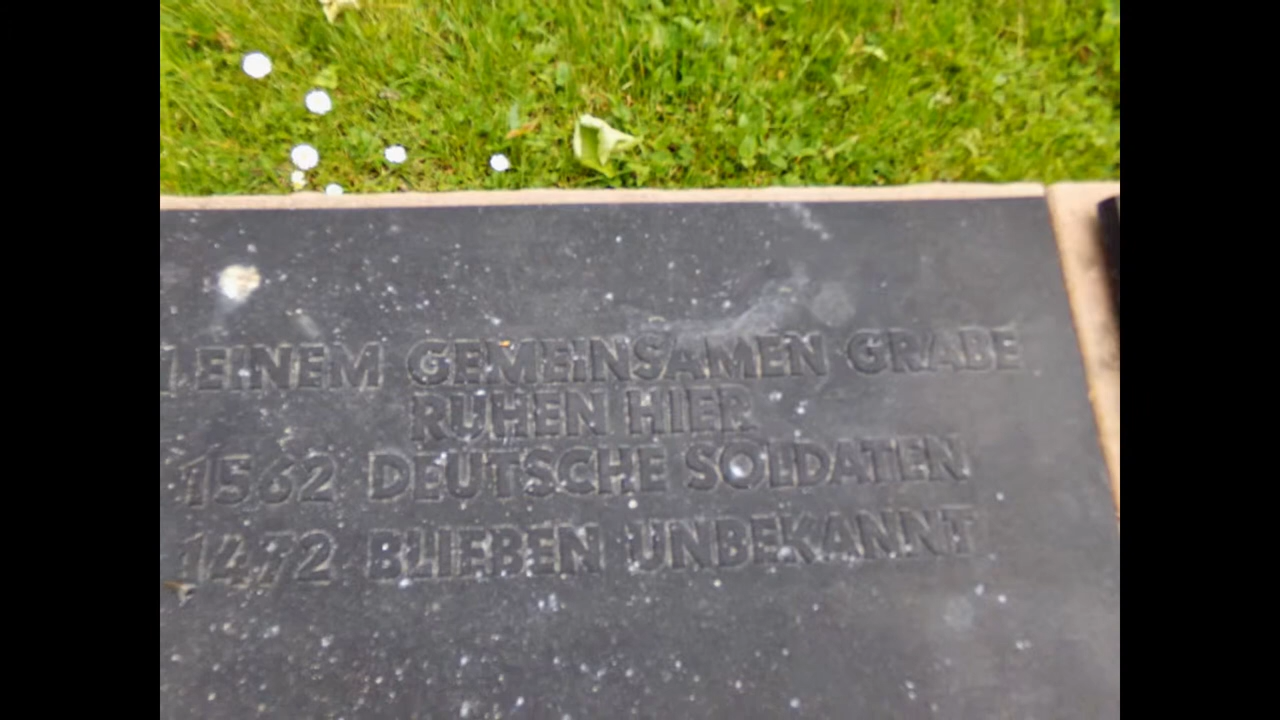 EINEM GEMEINSAMEN GRABE
RUHEN HIER
1562 DEUTSCHE SOLDATEN
1472 BLIEBEN UNBEKANNT